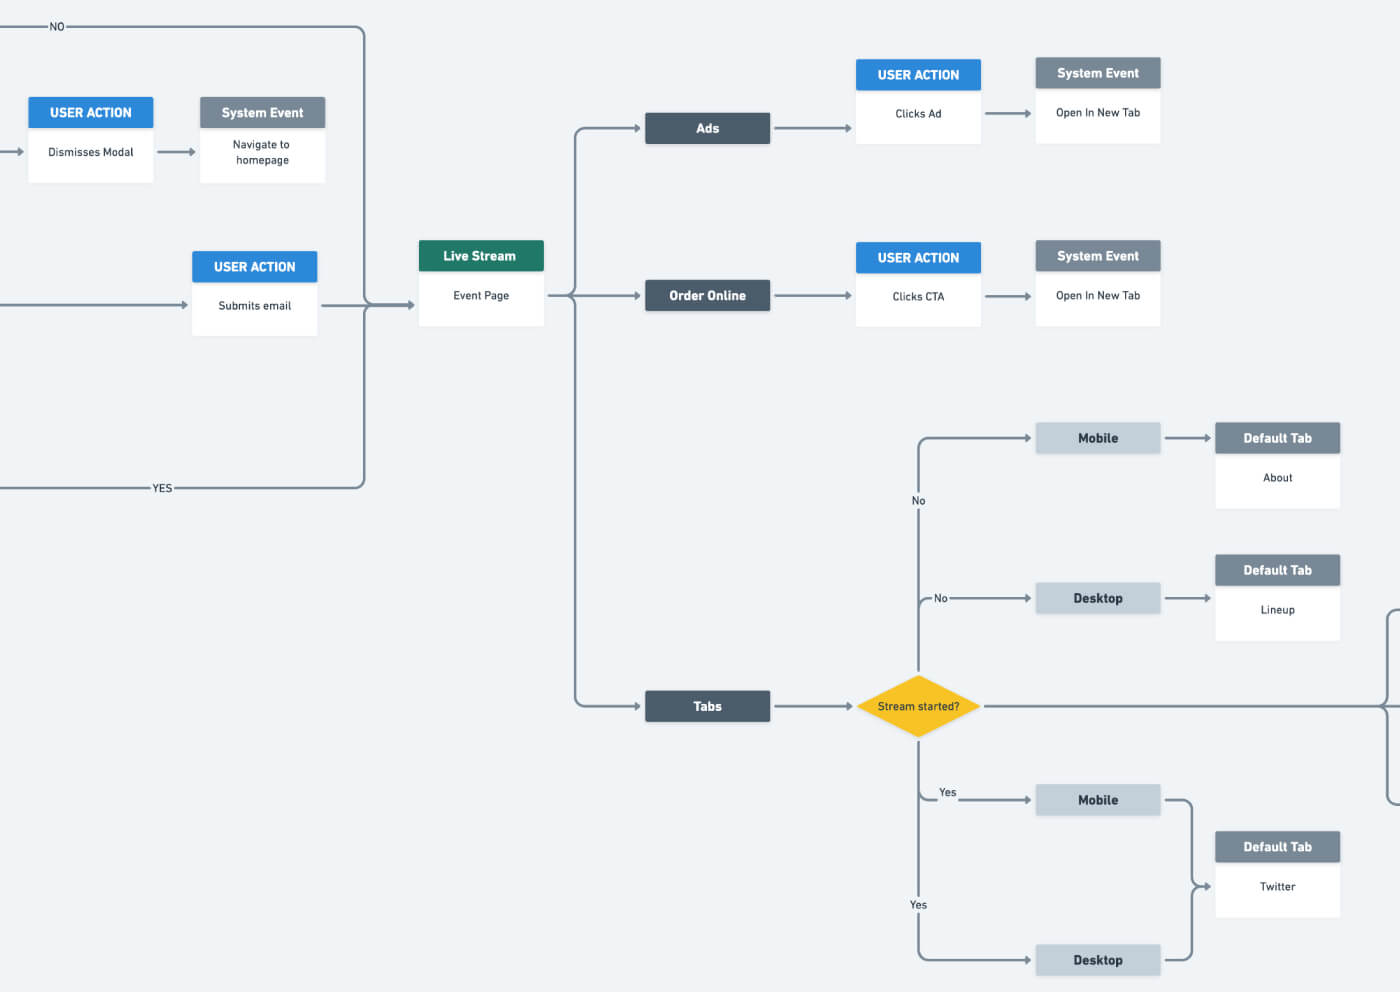 NO
USER ACTION
Dismisses Modal
System Event
Navigate to
homepage
USER ACTION
Submits email
YES
Live Stream
Event Page
Ads
USER ACTION
Clicks Ad
System Event
Open In New Tab
Order Online
USER ACTION
Clicks CTA
System Event
Open In New Tab
Tabs
Stream started?
No
Mobile
Default Tab
About
No
Desktop
Default Tab
Lineup
Yes
Mobile
Yes
Desktop
Default Tab
Twitter